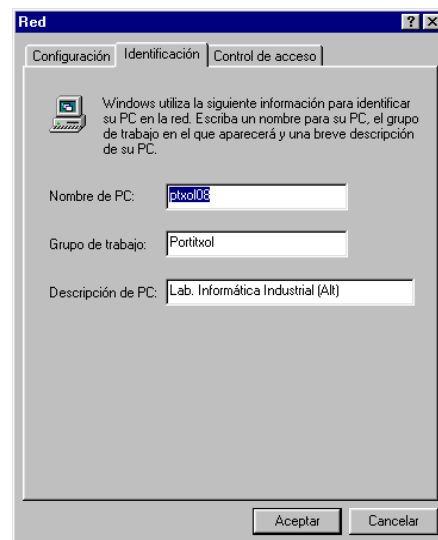 Red
Configuración Identificación Control de acceso
Windows utiliza la siguiente información para identificar
su PC en la red. Escriba un nombre para su PC, el grupo
de trabajo en el que aparecerá y una breve descripción
de su PC.
Nombre de PC: ptxol08
Grupo de trabajo: Portitxol
Descripción de PC: Lab. Informática Industrial (Alt)
Aceptar Cancelar